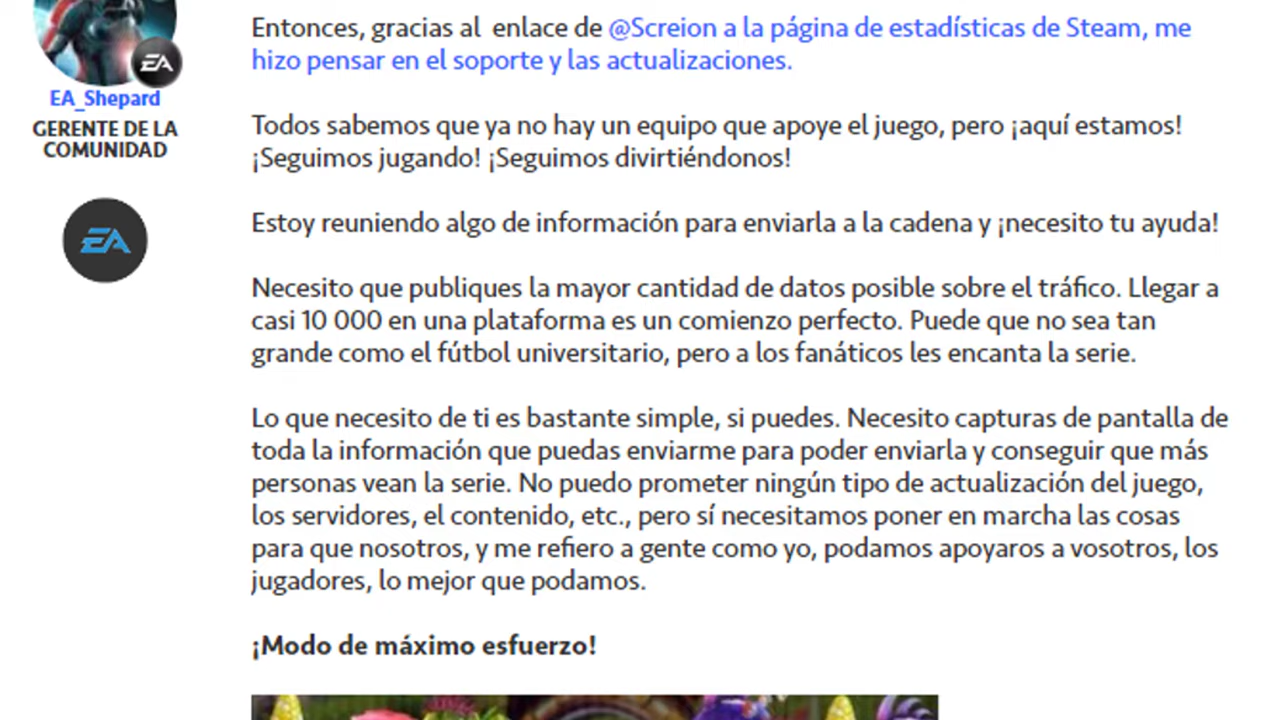 EA
EA_Shepard
GERENTE DE LA
COMUNIDAD
EA
Entonces, gracias al enlace de @Screion a la página de estadísticas de Steam, me
hizo pensar en el soporte y las actualizaciones.
Todos sabemos que ya no hay un equipo que apoye el juego, pero ¡aquí estamos!
¡Seguimos jugando! ¡Seguimos divirtiéndonos!
Estoy reuniendo algo de información para enviarla a la cadena y ¡necesito tu ayuda!
Necesito que publiques la mayor cantidad de datos posible sobre el tráfico. Llegar a
casi 10 000 en una plataforma es un comienzo perfecto. Puede que no sea tan
grande como el fútbol universitario, pero a los fanáticos les encanta la serie.
Lo que necesito de ti es bastante simple, si puedes. Necesito capturas de pantalla de
toda la información que puedas enviarme para poder enviarla y conseguir que más
personas vean la serie. No puedo prometer ningún tipo de actualización del juego,
los servidores, el contenido, etc., pero sí necesitamos poner en marcha las cosas
para que nosotros, y me refiero a gente como yo, podamos apoyaros a vosotros, los
jugadores, lo mejor que podamos.
¡Modo de máximo esfuerzo!